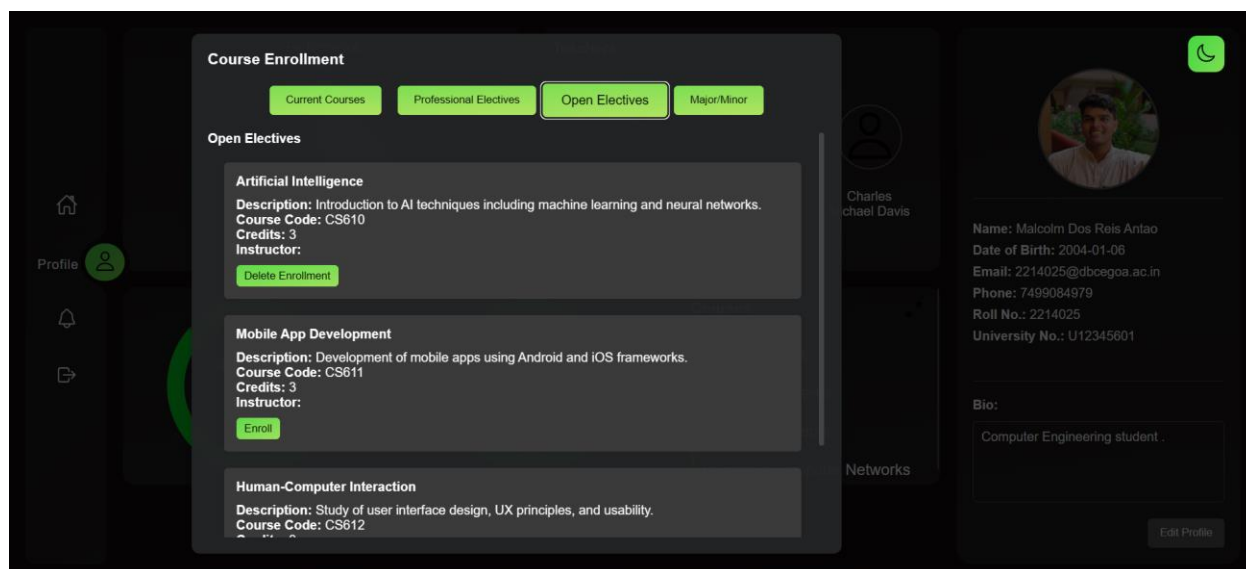 Course Enrollment
Current Courses
Professional Electives
Open Electives
Major/Minor
Open Electives
Artificial Intelligence
Description: Introduction to AI techniques including machine learning and neural networks.
Course Code: CS610
Credits: 3
Instructor:
Delete Enrollment
Mobile App Development
Description: Development of mobile apps using Android and iOS frameworks.
Course Code: CS611
Credits: 3
Instructor:
Enroll
Human-Computer Interaction
Description: Study of user interface design, UX principles, and usability.
Course Code: CS612
Profile
Charles
chael Davis
Networks
Name: Malcolm Dos Reis Antao
Date of Birth: 2004-01-06
Email: 2214025@dbcegoa.ac.in
Phone: 7499084979
Roll No.: 2214025
University No.: U12345601
Bio:
Computer Engineering student .
Edit Profile